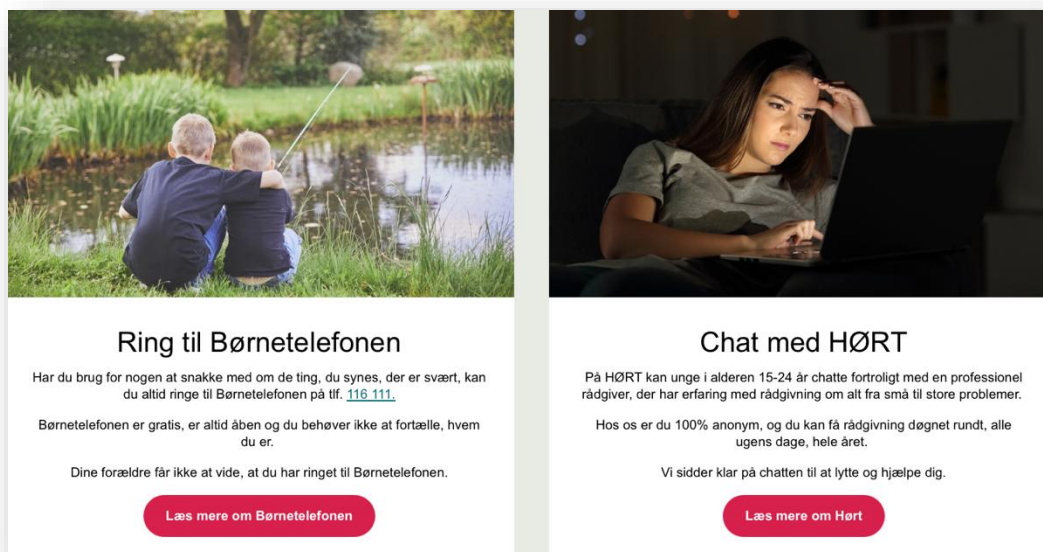 Ring til Børnetelefonen
Har du brug for nogen at snakke med om de ting, du synes, der er svært, kan
du altid ringe til Børnetelefonen på tlf. 116 111.
Børnetelefonen er gratis, er altid åben og du behøver ikke at fortælle, hvem
du er.
Dine forældre får ikke at vide, at du har ringet til Børnetelefonen.
Læs mere om Børnetelefonen
Chat med HØRT
På HØRT kan unge i alderen 15-24 år chatte fortroligt med en professionel
rådgiver, der har erfaring med rådgivning om alt fra små til store problemer.
Hos os er du 100% anonym, og du kan få rådgivning døgnet rundt, alle
ugens dage, hele året.
Vi sidder klar på chatten til at lytte og hjælpe dig.
Læs mere om Hørt